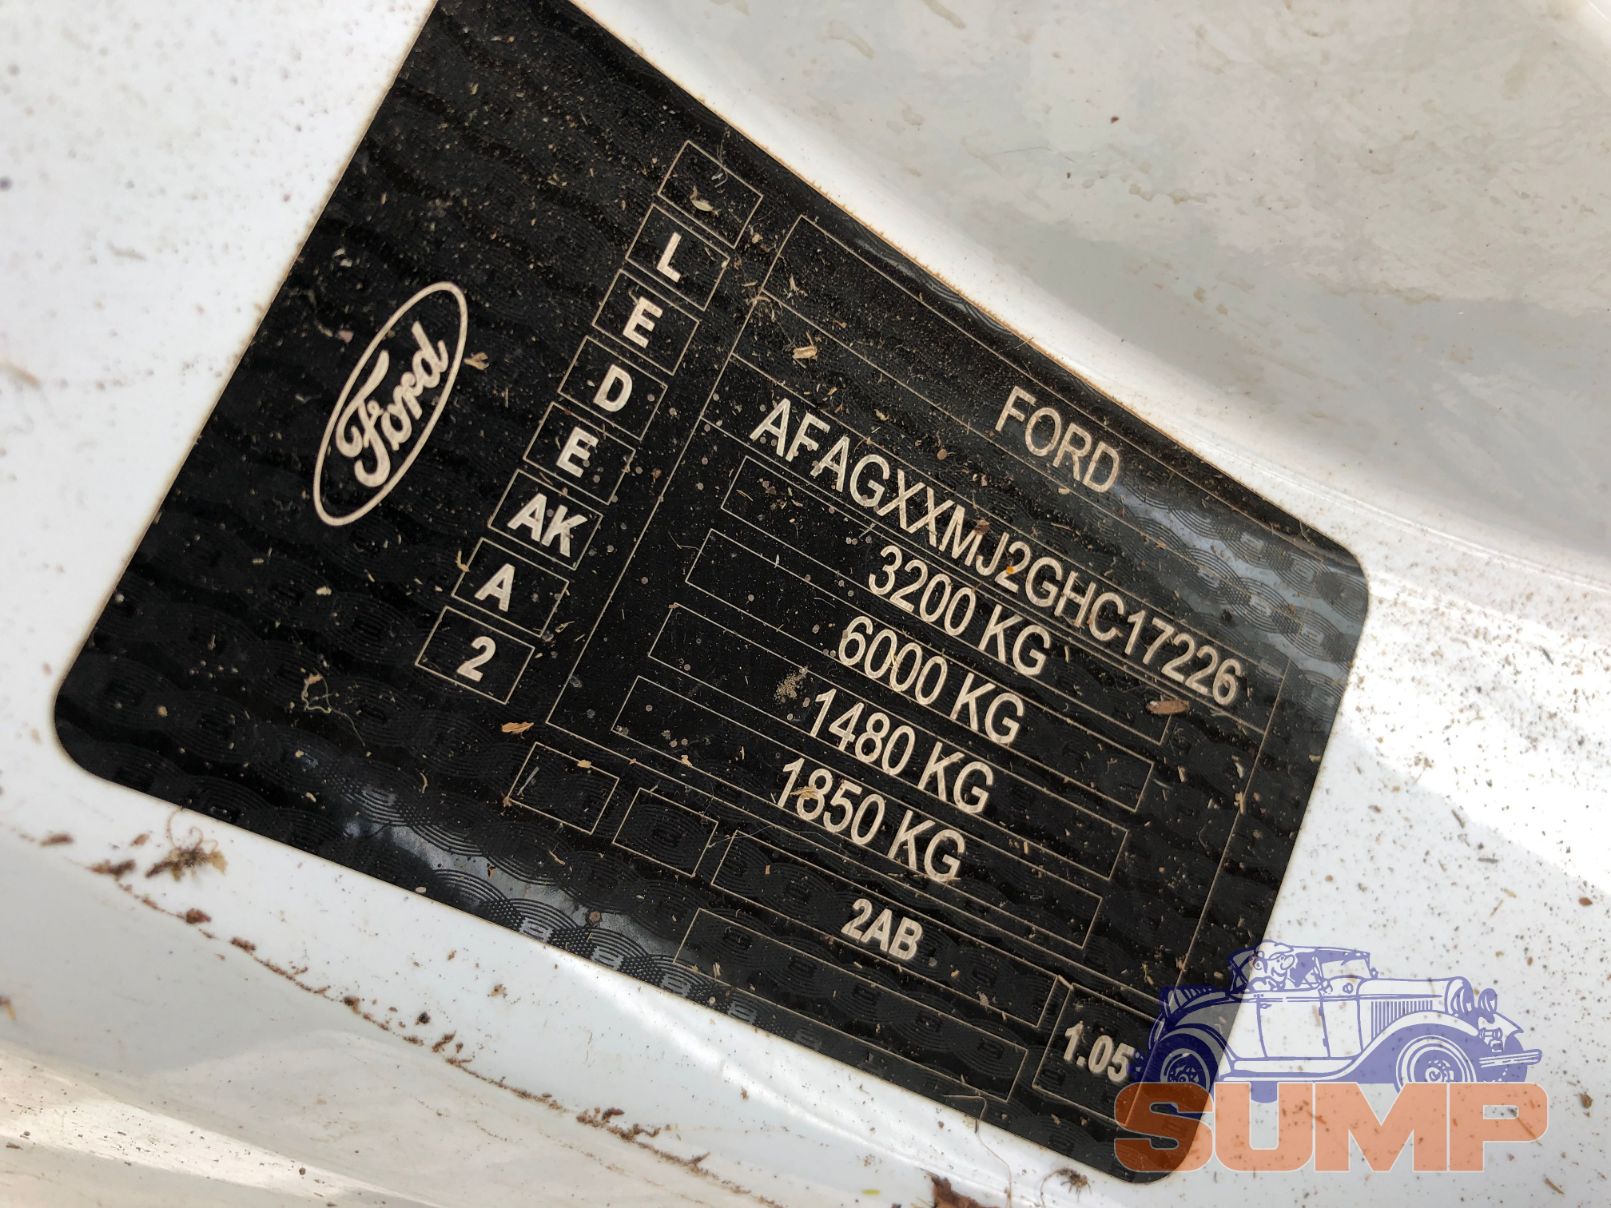 Ford
L
E
D
E
AK
A
2
FORD
AFAGXXMJ2GHC17226
3200 KG
6000 KG
1480 KG
1850 KG
2AB
1.05
SUMP